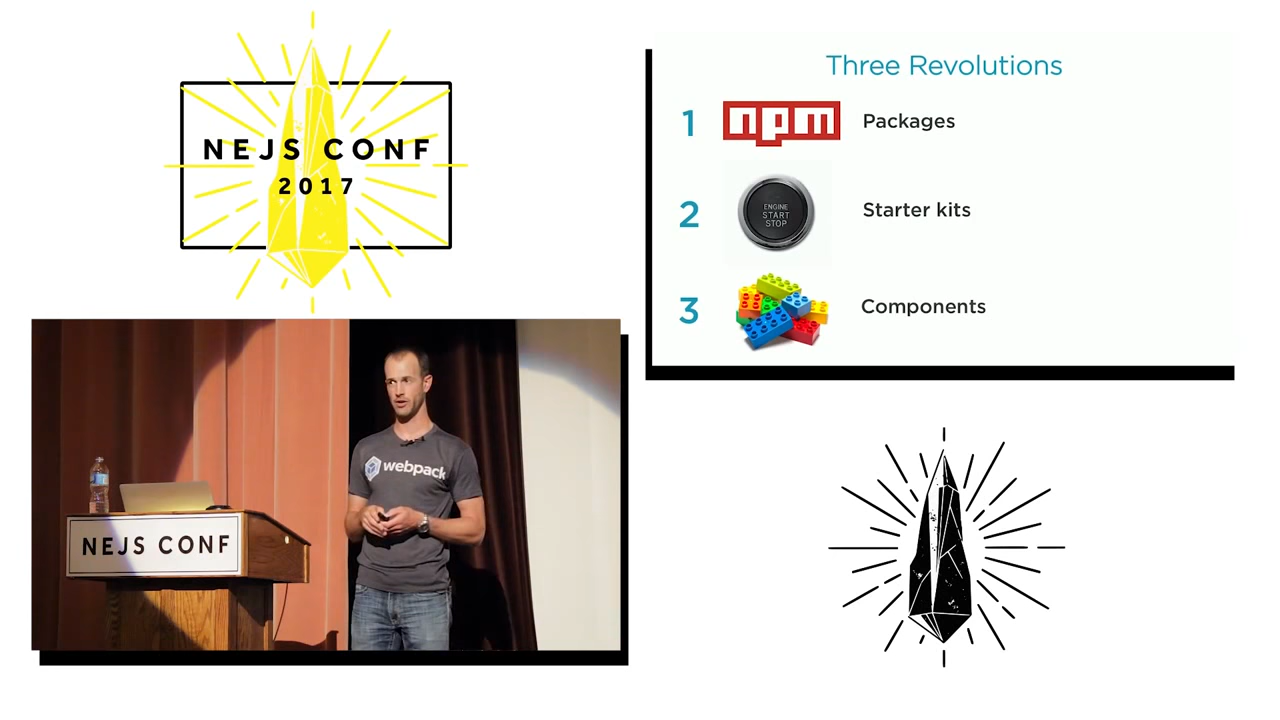 NEJS CONF
2017
Three Revolutions
1 npm Packages
2 ENGINE START STOP Starter kits
3 Components
webpack
NEJS CONF